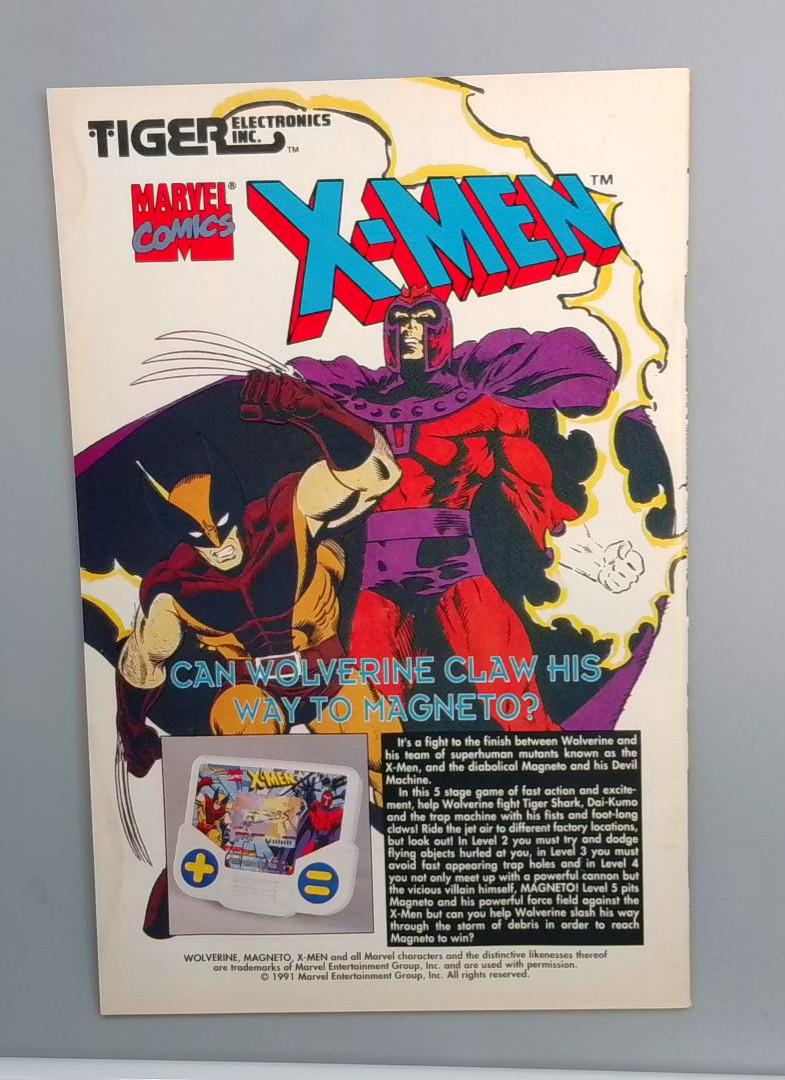 TIGER ELECTRONICS INC.™
MARVEL® COMICS
X-MEN™
CAN WOLVERINE CLAW HIS
WAY TO MAGNETO?
X-MEN
It's a fight to the finish between Wolverine and
his team of superhuman mutants known as the
X-Men, and the diabolical Magneto and his Devil
Machine.
In this 5 stage game of fast action and excite-
ment, help Wolverine fight Tiger Shark, Dai-Kumo
and the trap machine with his fists and foot-long
claws! Ride the jet air to different factory locations,
but look out! In Level 2 you must try and dodge
flying objects hurled at you, in Level 3 you must
avoid fast appearing trap holes and in Level 4
you not only meet up with a powerful cannon but
the vicious villain himself, MAGNETO! Level 5 pits
Magneto and his powerful force field against the
X-Men but can you help Wolverine slash his way
through the storm of debris in order to reach
Magneto to win?
WOLVERINE, MAGNETO, X-MEN and all Marvel characters and the distinctive likenesses thereof
are trademarks of Marvel Entertainment Group, Inc. and are used with permission.
© 1991 Marvel Entertainment Group, Inc. All rights reserved.